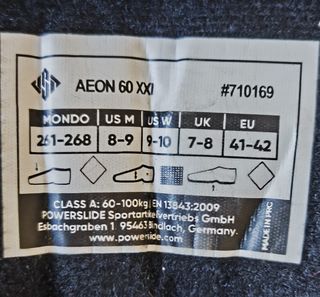 AEON 60 XXI #710169
MONDO US M US W UK EU
261-268 8-9 9-10 7-8 41-42
CLASS A: 60-100kg | EN 13843:2009
POWERSLIDE Sportartikelvertriebs GmbH
Esbachgraben 1. 95463 Bindlach, Germany.
www.powerslide.com
MADE IN PRC